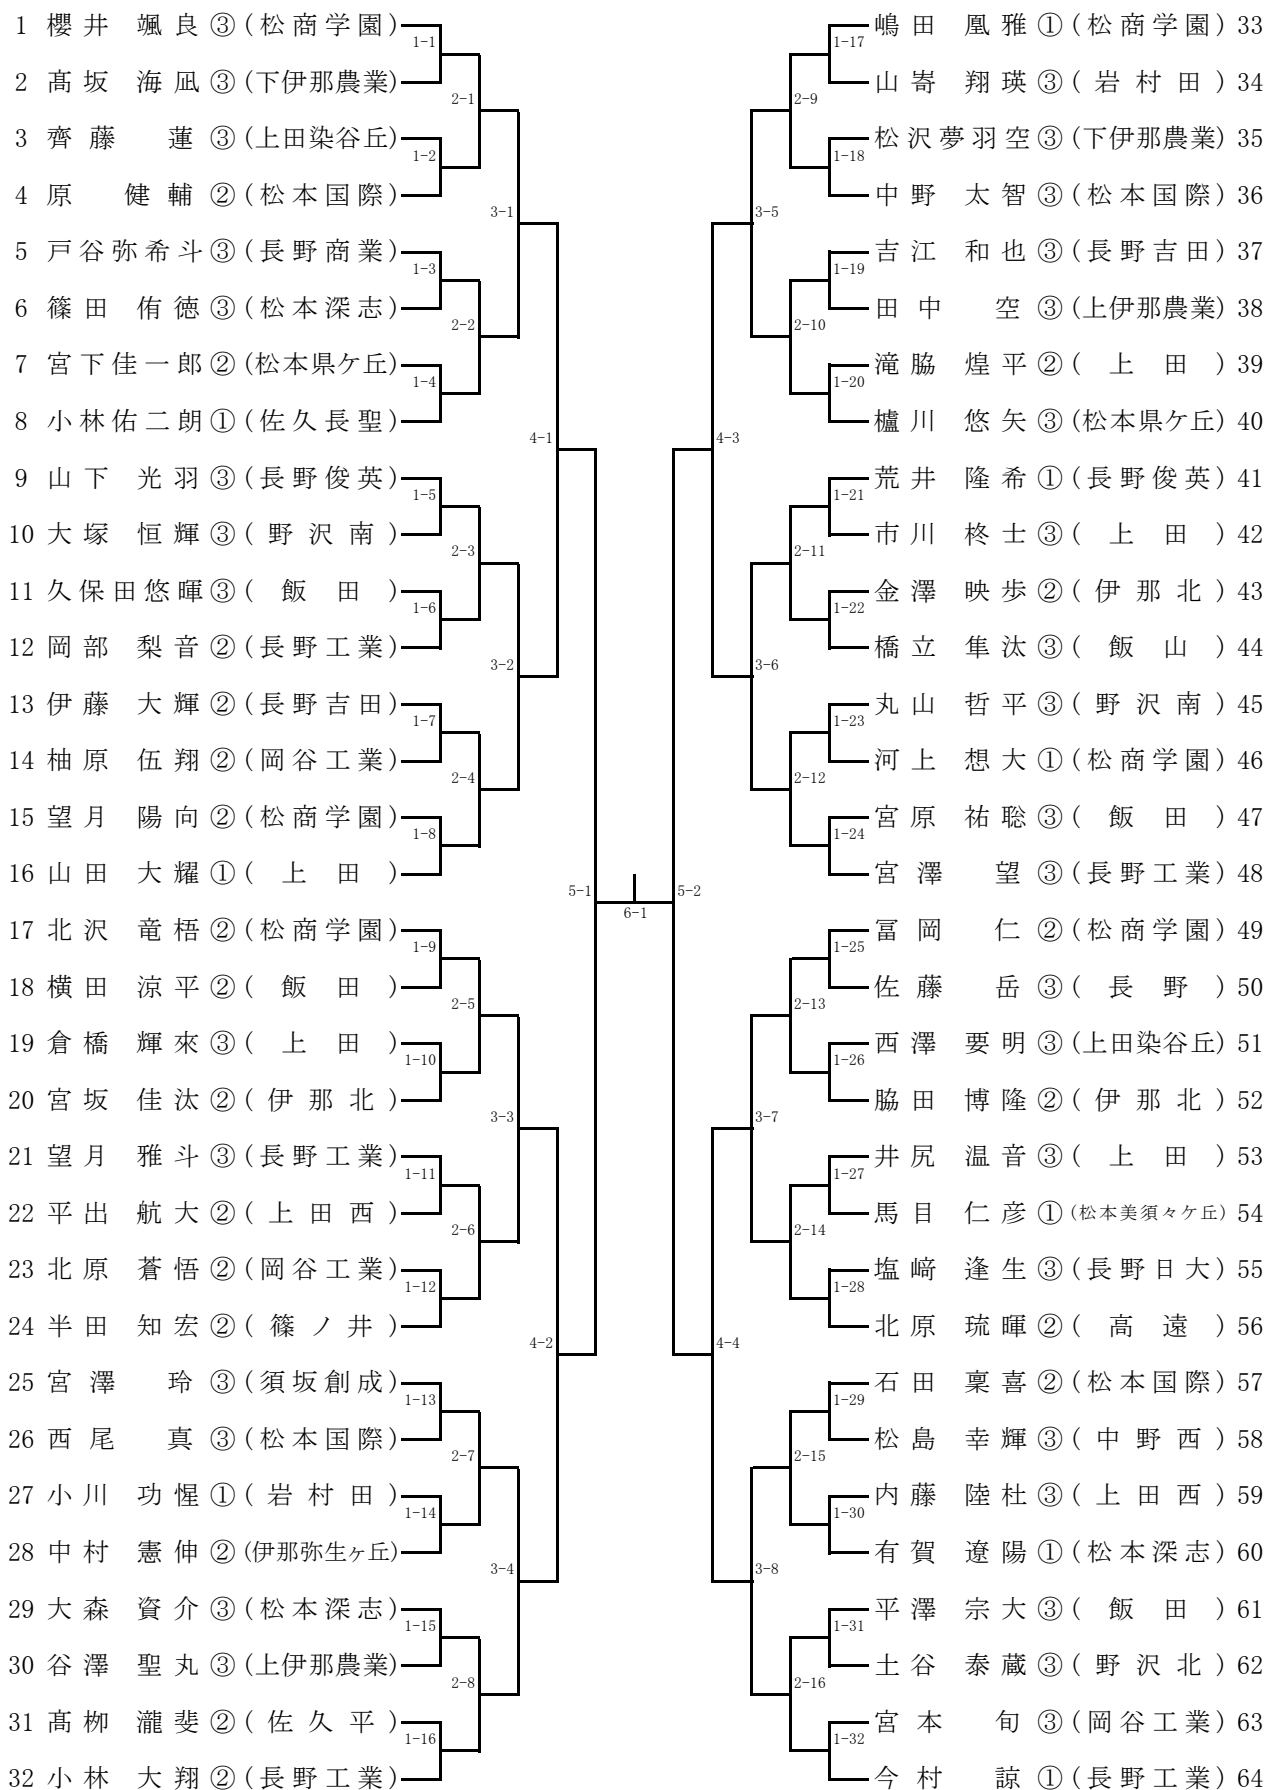 1 櫻井 颯良 ③ (松商学園)
1-1
2 髙坂 海凪 ③ (下伊那農業)
2-1
3 齊藤 蓮 ③ (上田染谷丘)
1-2
4 原 健輔 ② (松本国際)
3-1
5 戸谷弥希斗 ③ (長野商業)
1-3
6 篠田 侑徳 ③ (松本深志)
2-2
7 宮下佳一郎 ② (松本県ケ丘)
1-4
8 小林佑二朗 ① (佐久長聖)
4-1
9 山下 光羽 ③ (長野俊英)
1-5
10 大塚 恒輝 ③ (野沢南)
2-3
11 久保田悠暉 ③ (飯田)
1-6
12 岡部 梨音 ② (長野工業)
3-2
13 伊藤 大輝 ② (長野吉田)
1-7
14 柚原 伍翔 ② (岡谷工業)
2-4
15 望月 陽向 ② (松商学園)
1-8
16 山田 大耀 ① (上田)
5-1
17 北沢 竜梧 ② (松商学園)
1-9
18 横田 涼平 ② (飯田)
2-5
19 倉橋 輝來 ③ (上田)
1-10
20 宮坂 佳汰 ② (伊那北)
3-3
21 望月 雅斗 ③ (長野工業)
1-11
22 平出 航大 ② (上田西)
2-6
23 北原 蒼悟 ② (岡谷工業)
1-12
24 半田 知宏 ② (篠ノ井)
4-2
25 宮澤 玲 ③ (須坂創成)
1-13
26 西尾 真 ③ (松本国際)
2-7
27 小川 功惺 ① (岩村田)
1-14
28 中村 憲伸 ② (伊那弥生ヶ丘)
3-4
29 大森 資介 ③ (松本深志)
1-15
30 谷澤 聖丸 ③ (上伊那農業)
2-8
31 髙栁 瀧斐 ② (佐久平)
1-16
32 小林 大翔 ② (長野工業)
6-1
嶋田 凰雅 ① (松商学園) 33
1-17
山嵜 翔瑛 ③ (岩村田) 34
2-9
松沢夢羽空 ③ (下伊那農業) 35
1-18
中野 太智 ③ (松本国際) 36
3-5
吉江 和也 ③ (長野吉田) 37
1-19
田中 空 ③ (上伊那農業) 38
2-10
滝脇 煌平 ② (上田) 39
1-20
櫨川 悠矢 ③ (松本県ケ丘) 40
4-3
荒井 隆希 ① (長野俊英) 41
1-21
市川 柊士 ③ (上田) 42
2-11
金澤 映歩 ② (伊那北) 43
1-22
橋立 隼汰 ③ (飯山) 44
3-6
丸山 哲平 ③ (野沢南) 45
1-23
河上 想大 ① (松商学園) 46
2-12
宮原 祐聡 ③ (飯田) 47
1-24
宮澤 望 ③ (長野工業) 48
5-2
冨岡 仁 ② (松商学園) 49
1-25
佐藤 岳 ③ (長野) 50
2-13
西澤 要明 ③ (上田染谷丘) 51
1-26
脇田 博隆 ② (伊那北) 52
3-7
井尻 温音 ③ (上田) 53
1-27
馬目 仁彦 ① (松本美須々ケ丘) 54
2-14
塩﨑 逢生 ③ (長野日大) 55
1-28
北原 琉暉 ② (高遠) 56
4-4
石田 稟喜 ② (松本国際) 57
1-29
松島 幸輝 ③ (中野西) 58
2-15
内藤 陸杜 ③ (上田西) 59
1-30
有賀 遼陽 ① (松本深志) 60
3-8
平澤 宗大 ③ (飯田) 61
1-31
土谷 泰蔵 ③ (野沢北) 62
2-16
宮本 旬 ③ (岡谷工業) 63
1-32
今村 諒 ① (長野工業) 64